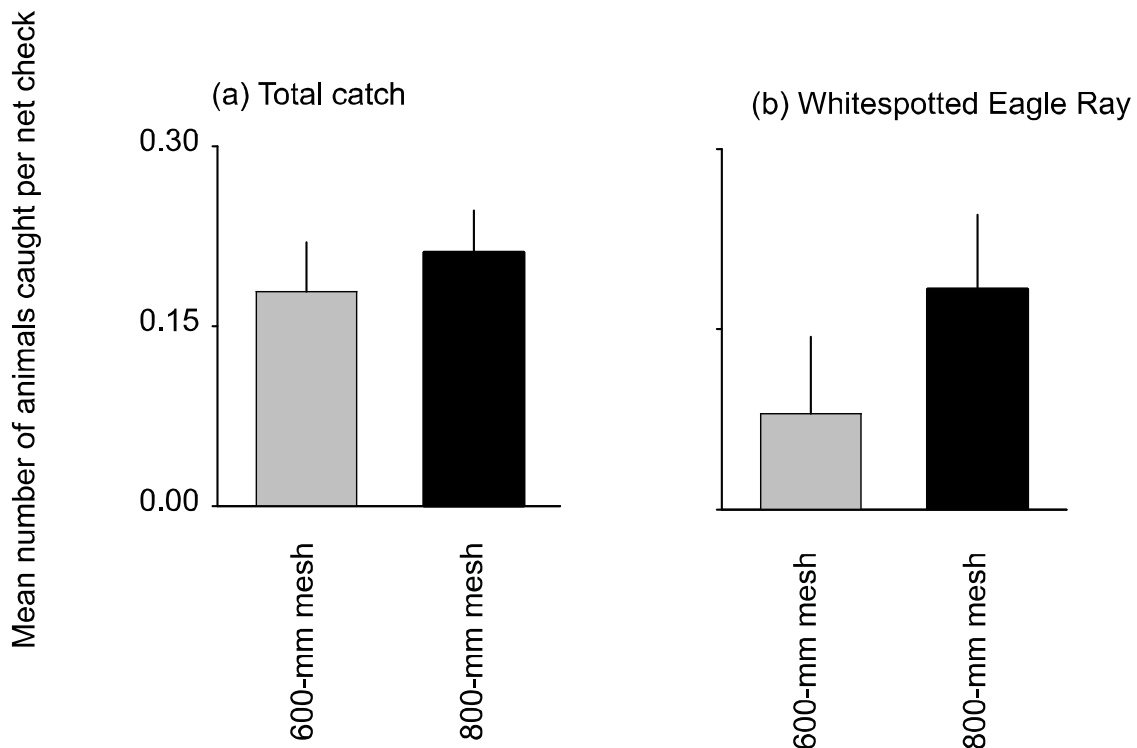 Mean number of animals caught per net check
(a) Total catch
0.30
0.15
0.00
600-mm mesh
800-mm mesh
(b) Whitespotted Eagle Ray
600-mm mesh
800-mm mesh